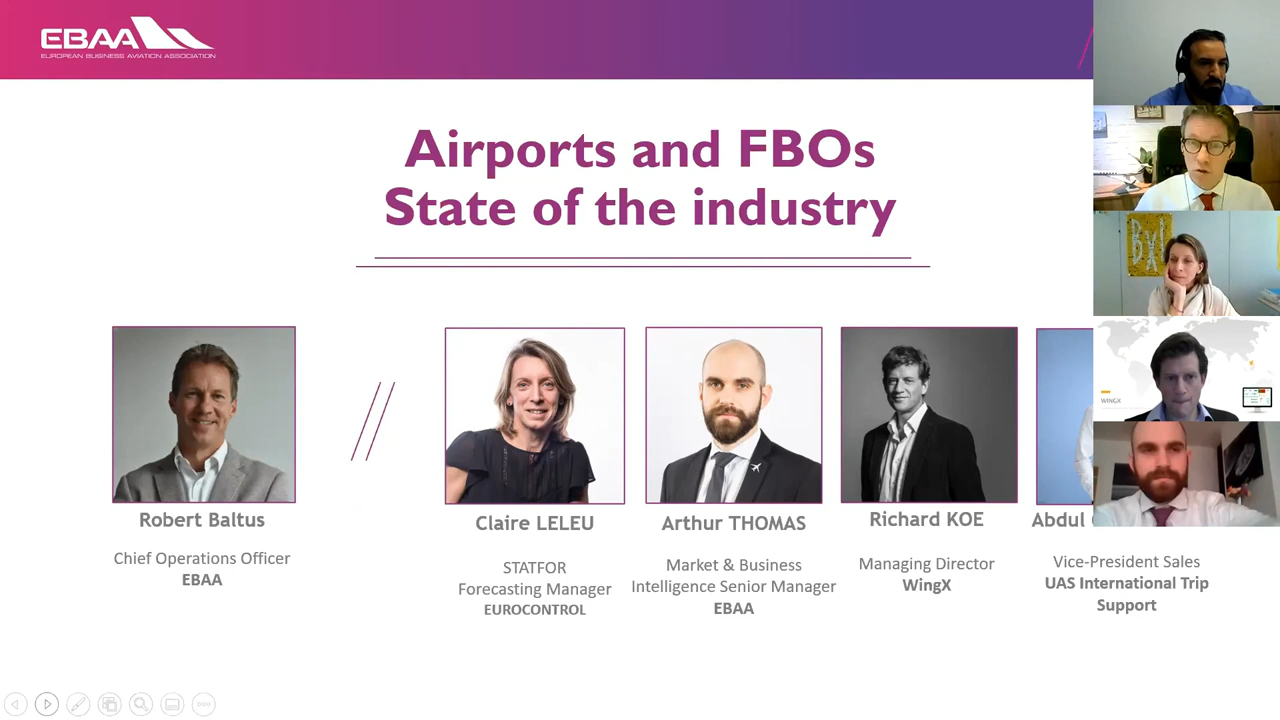 EBAA
EUROPEAN BUSINESS AVIATION ASSOCIATION
Airports and FBOs
State of the industry
Robert Baltus
Chief Operations Officer
EBAA
Claire LELEU
STATFOR
Forecasting Manager
EUROCONTROL
Arthur THOMAS
Market & Business
Intelligence Senior Manager
EBAA
Richard KOE
Managing Director
WingX
Abdul
Vice-President Sales
UAS International Trip
Support
WINGX